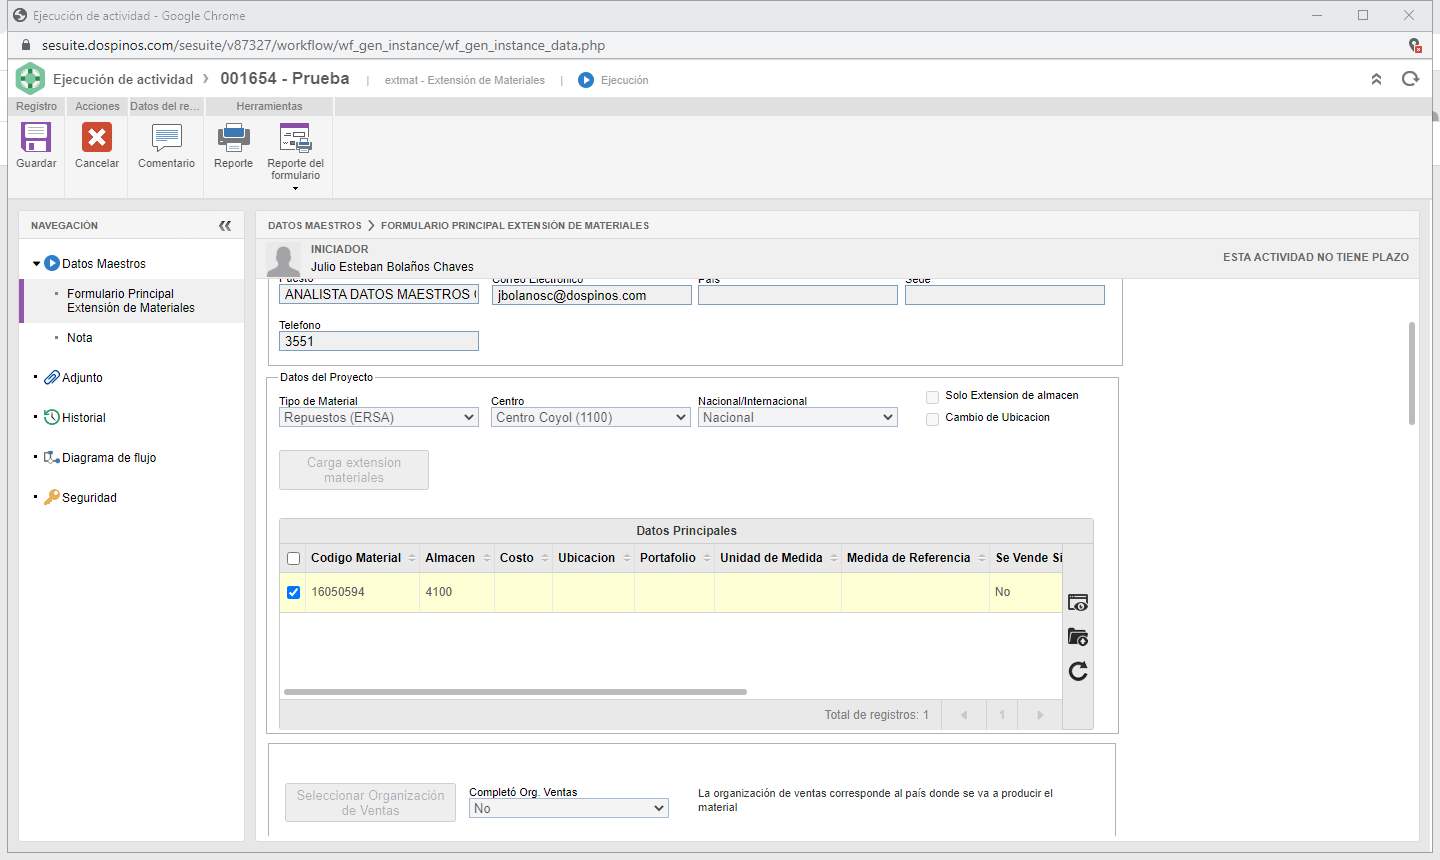 Ejecución de actividad - Google Chrome
sesuite.dospinos.com/sesuite/v87327/workflow/wf_gen_instance/wf_gen_instance_data.php
Ejecución de actividad > 001654 - Prueba | extmat - Extensión de Materiales | Ejecución
Registro Acciones Datos del re... Herramientas
Guardar Cancelar Comentario Reporte Reporte del
formulario
NAVEGACIÓN
Datos Maestros
Formulario Principal
Extensión de Materiales
Nota
Adjunto
Historial
Diagrama de flujo
Seguridad
DATOS MAESTROS > FORMULARIO PRINCIPAL EXTENSIÓN DE MATERIALES
INICIADOR
Julio Esteban Bolaños Chaves
ESTA ACTIVIDAD NO TIENE PLAZO
Puesto Correo Electrónico País Sede
ANALISTA DATOS MAESTROS jbolanosc@dospinos.com
Telefono
3551
Datos del Proyecto
Tipo de Material Centro Nacional/Internacional
Repuestos (ERSA) Centro Coyol (1100) Nacional
Solo Extension de almacen
Cambio de Ubicacion
Carga extension
materiales
Datos Principales
Codigo Material Almacen Costo Ubicacion Portafolio Unidad de Medida Medida de Referencia Se Vende Si
16050594 4100 No
Total de registros: 1 1
Seleccionar Organización
de Ventas
Completó Org. Ventas
No
La organización de ventas corresponde al país donde se va a producir el
material